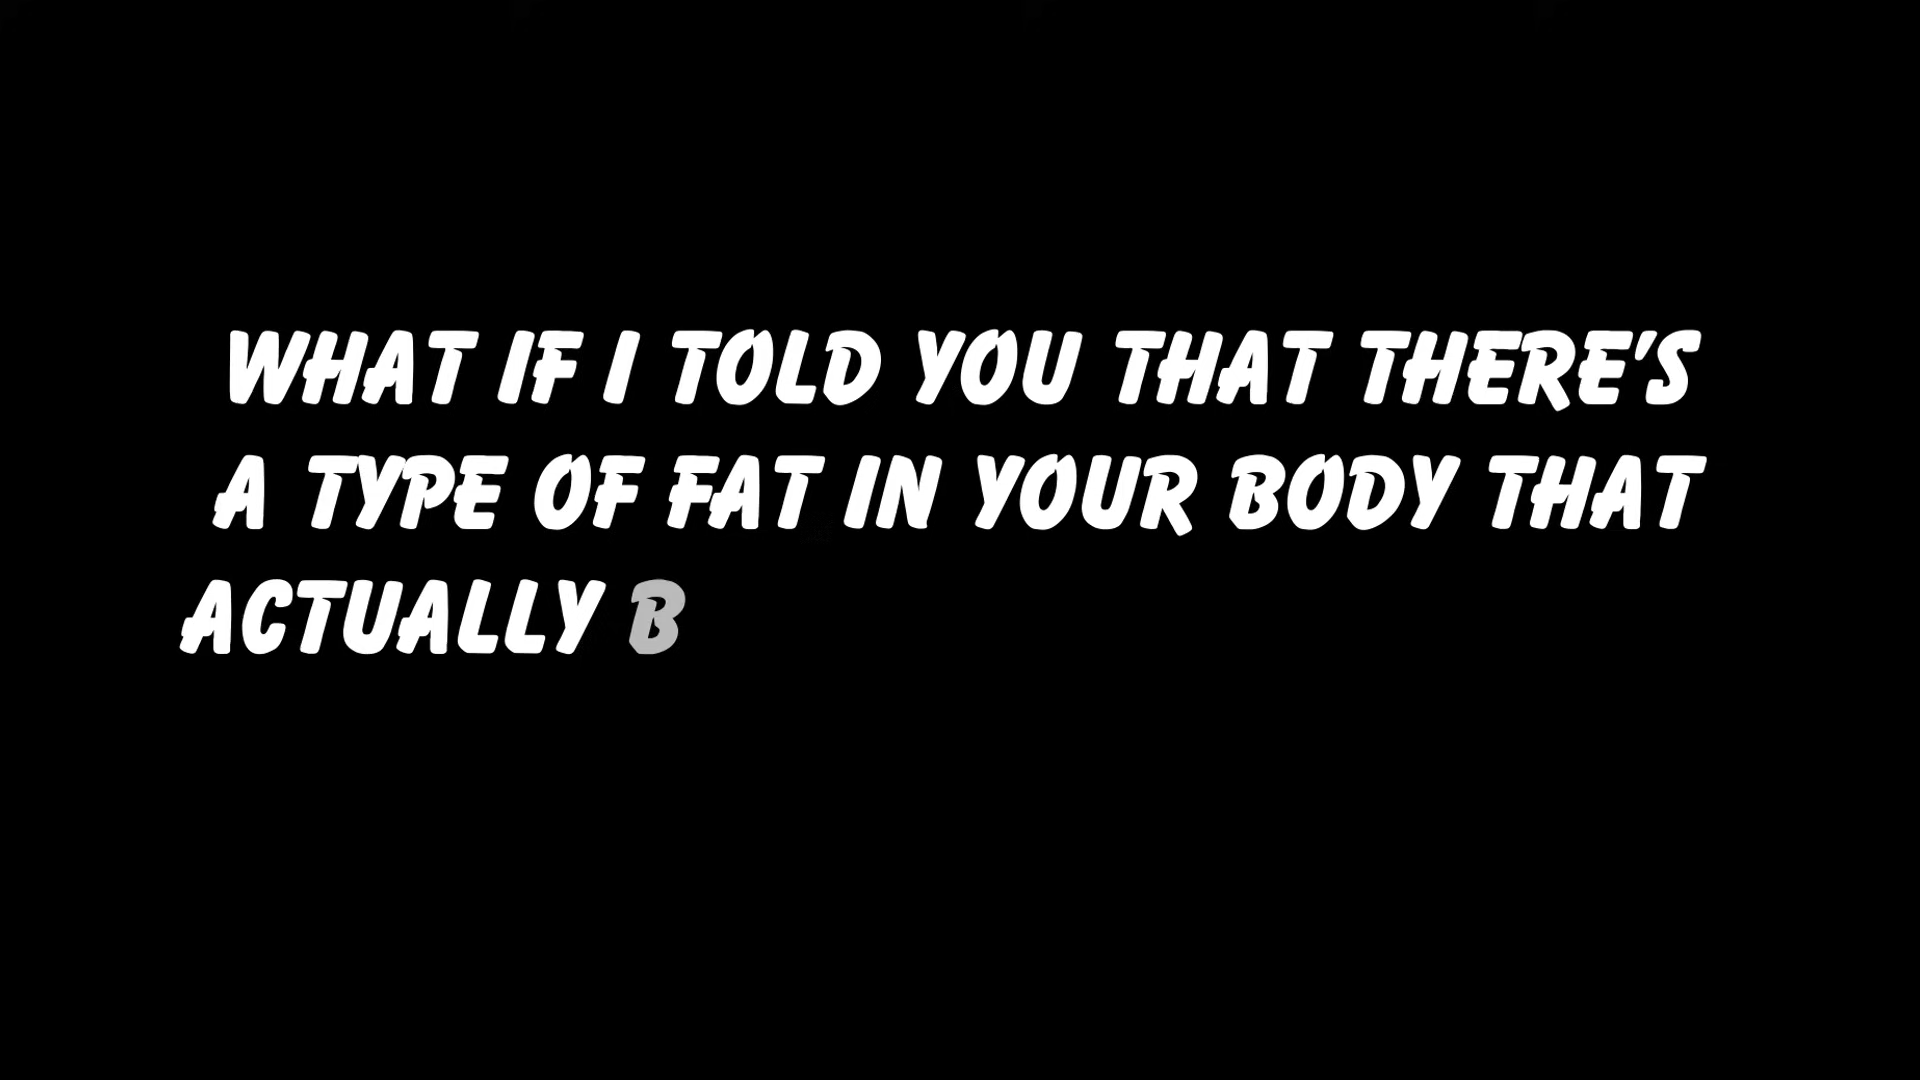 WHAT IF I TOLD YOU THAT THERE'S
A TYPE OF FAT IN YOUR BODY THAT
ACTUALLY B